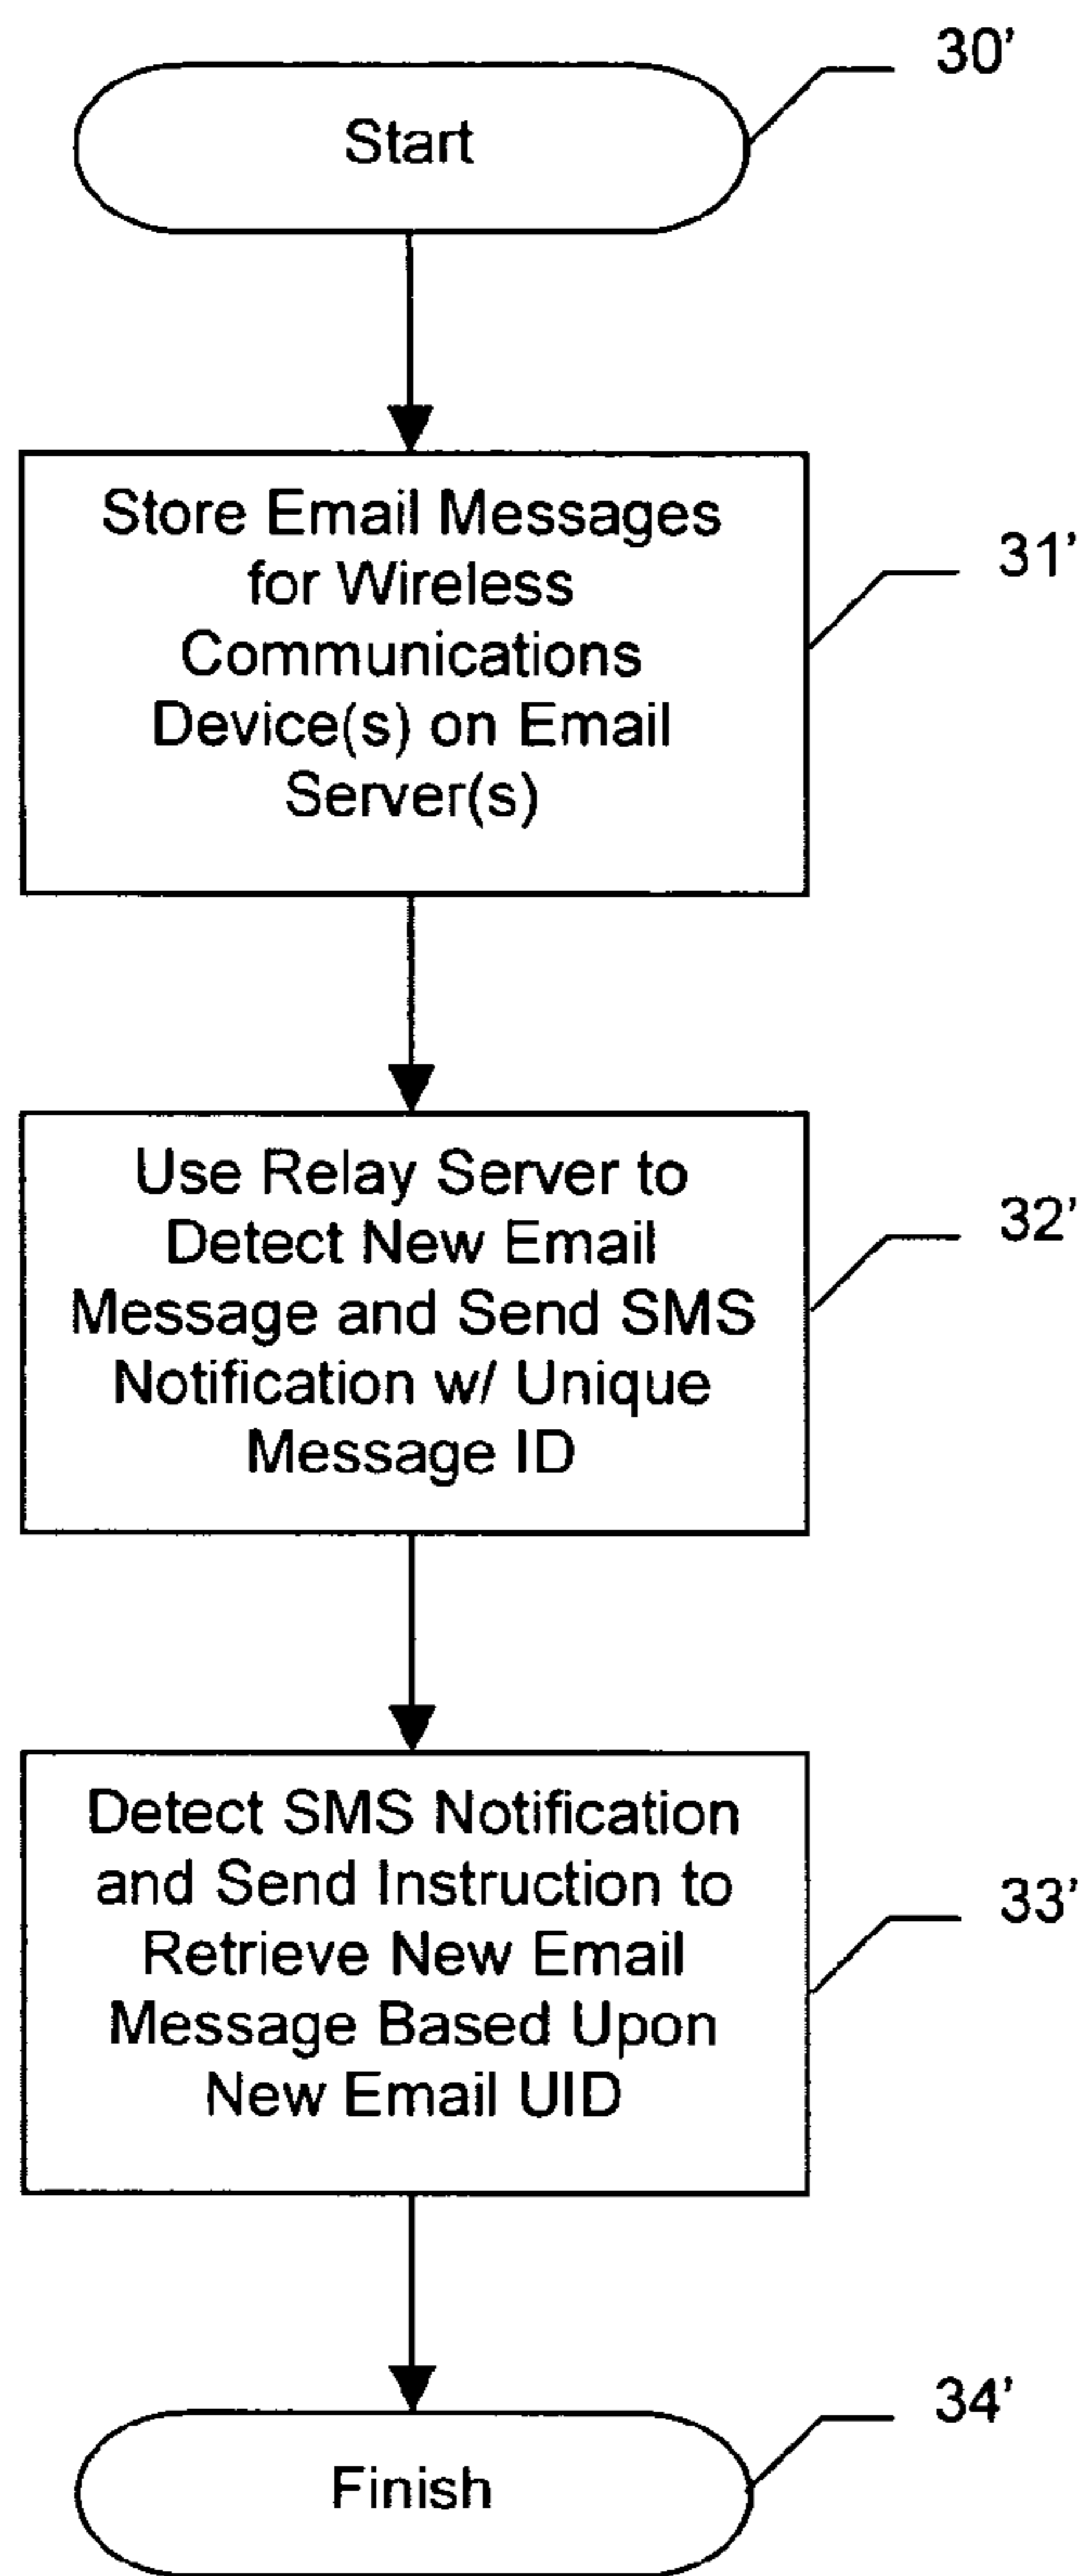 30’
Start
Store Email Messages
for Wireless
Communications
Device(s) on Email
Server(s)
31’
Use Relay Server to
Detect New Email
Message and Send SMS
Notification w/ Unique
Message ID
32’
Detect SMS Notification
and Send Instruction to
Retrieve New Email
Message Based Upon
New Email UID
33’
34’
Finish